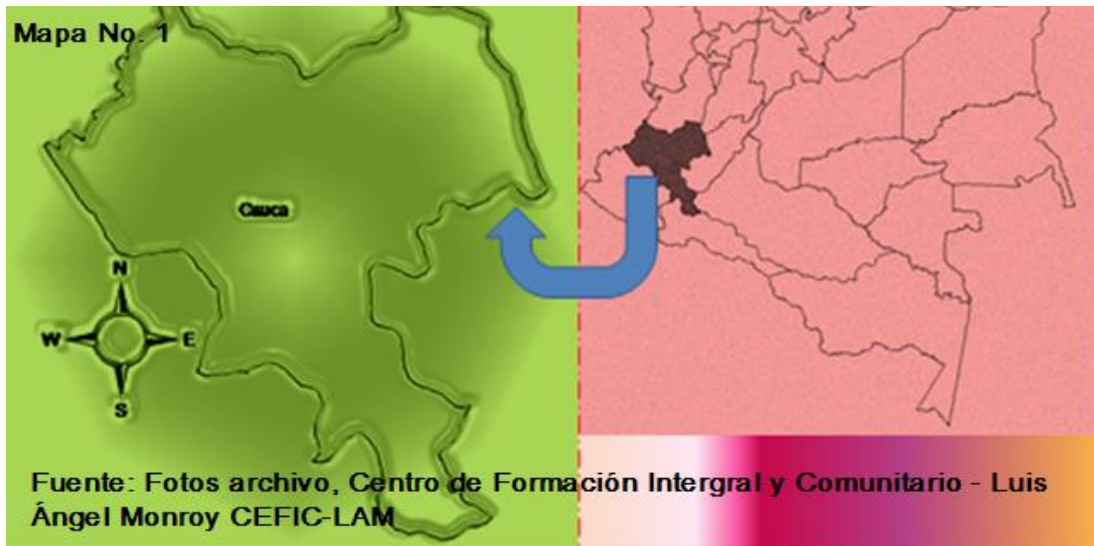 Mapa No. 1
Cauca
N
W
E
S
Fuente: Fotos archivo, Centro de Formación Intergral y Comunitario - Luis
Ángel Monroy CEFIC-LAM